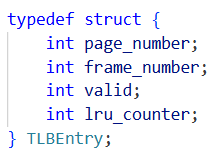 typedef struct {
    int page_number;
    int frame_number;
    int valid;
    int lru_counter;
} TLBEntry;